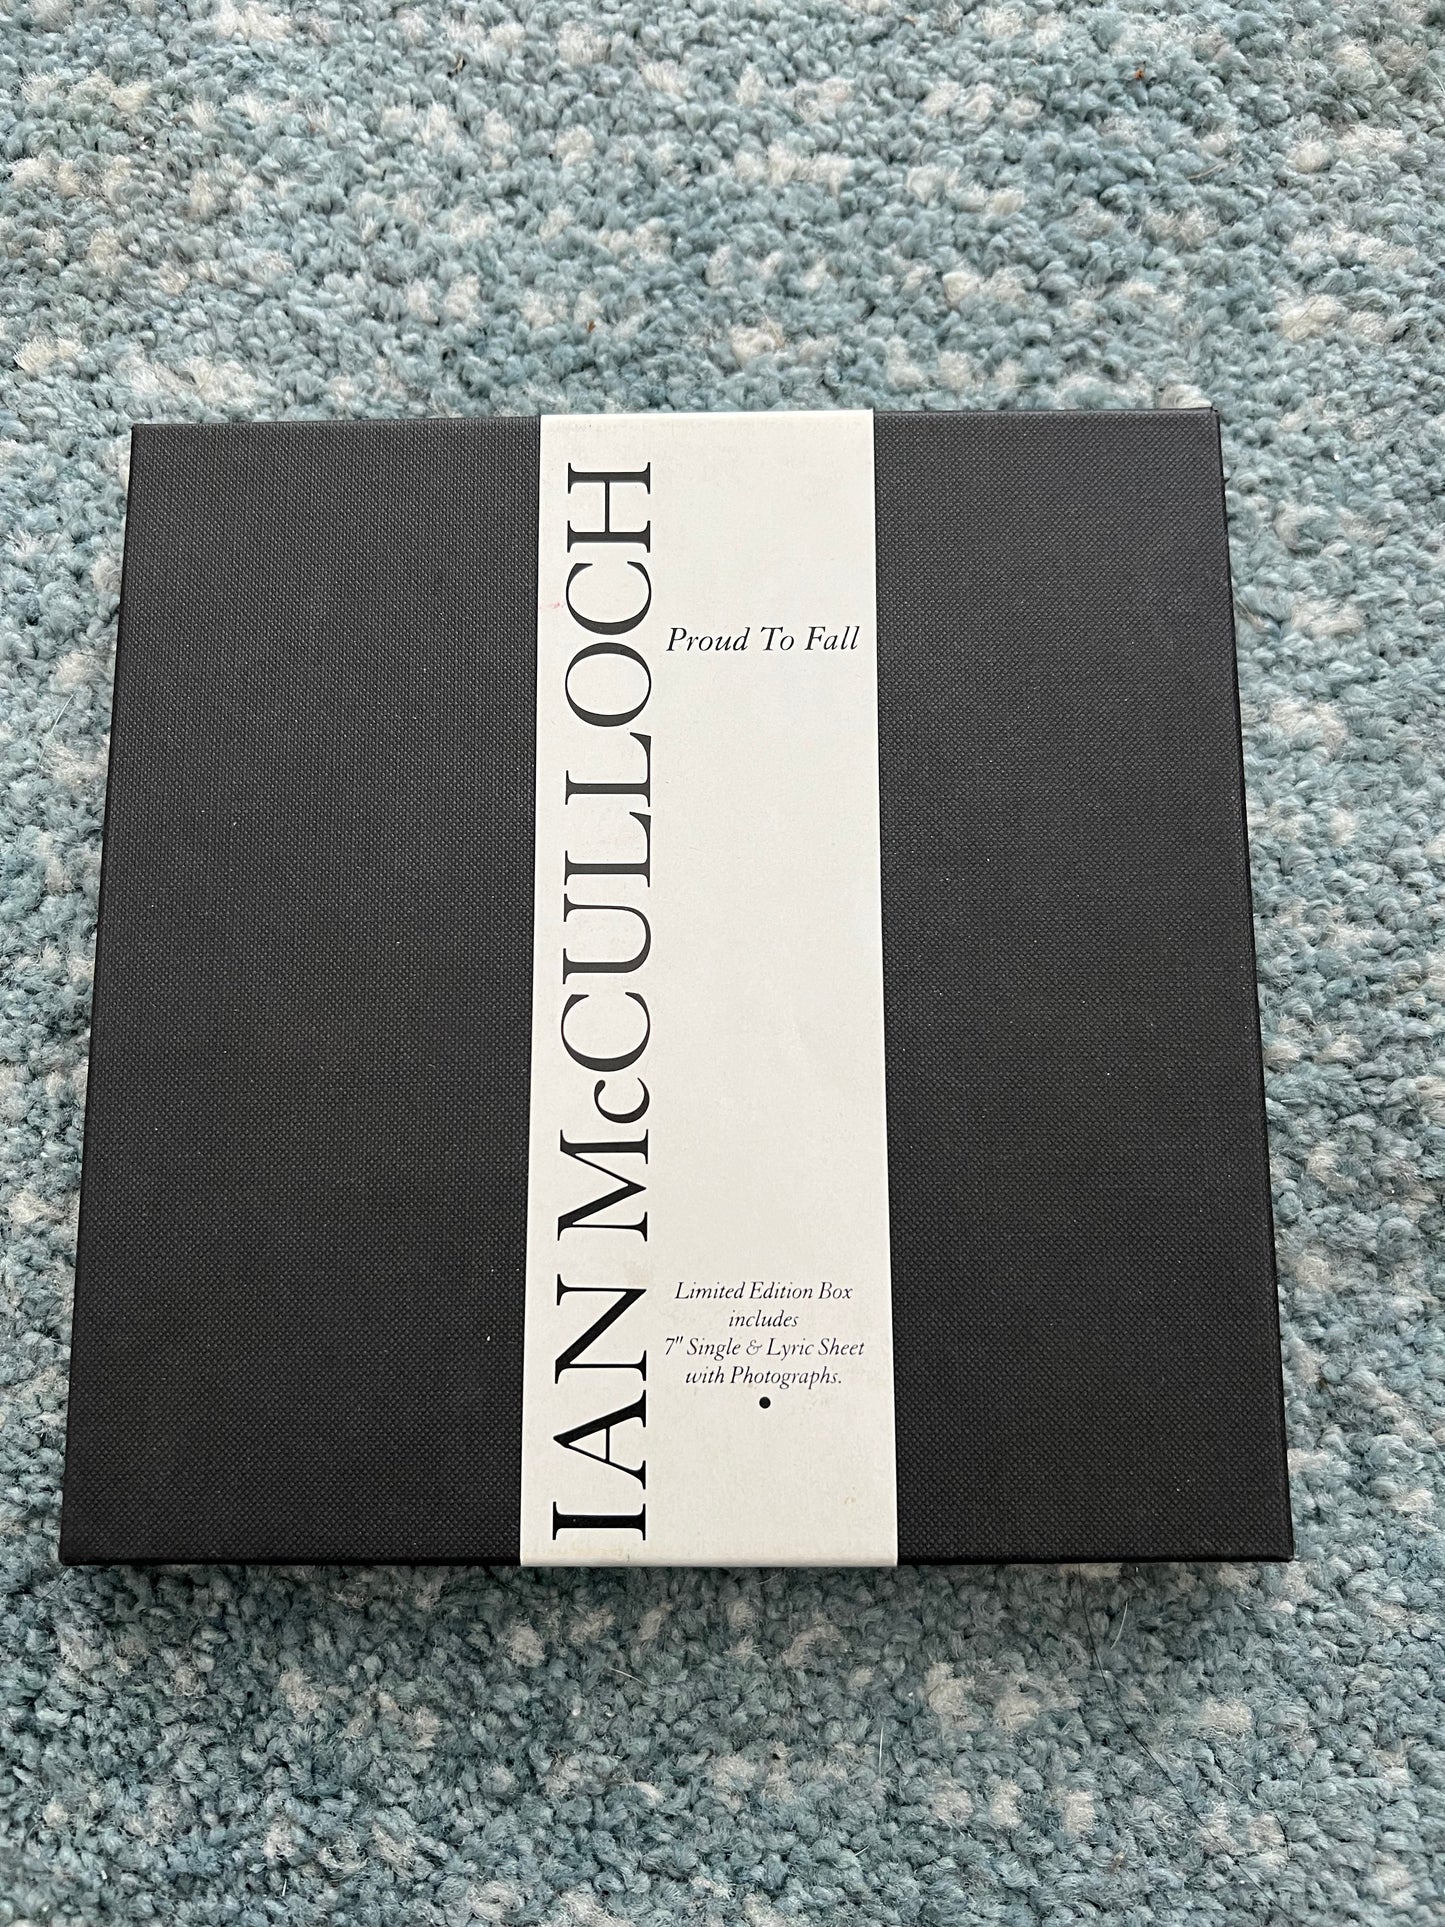 IAN McCULLOCH
Proud To Fall
Limited Edition Box
includes
7" Single & Lyric Sheet
with Photographs.